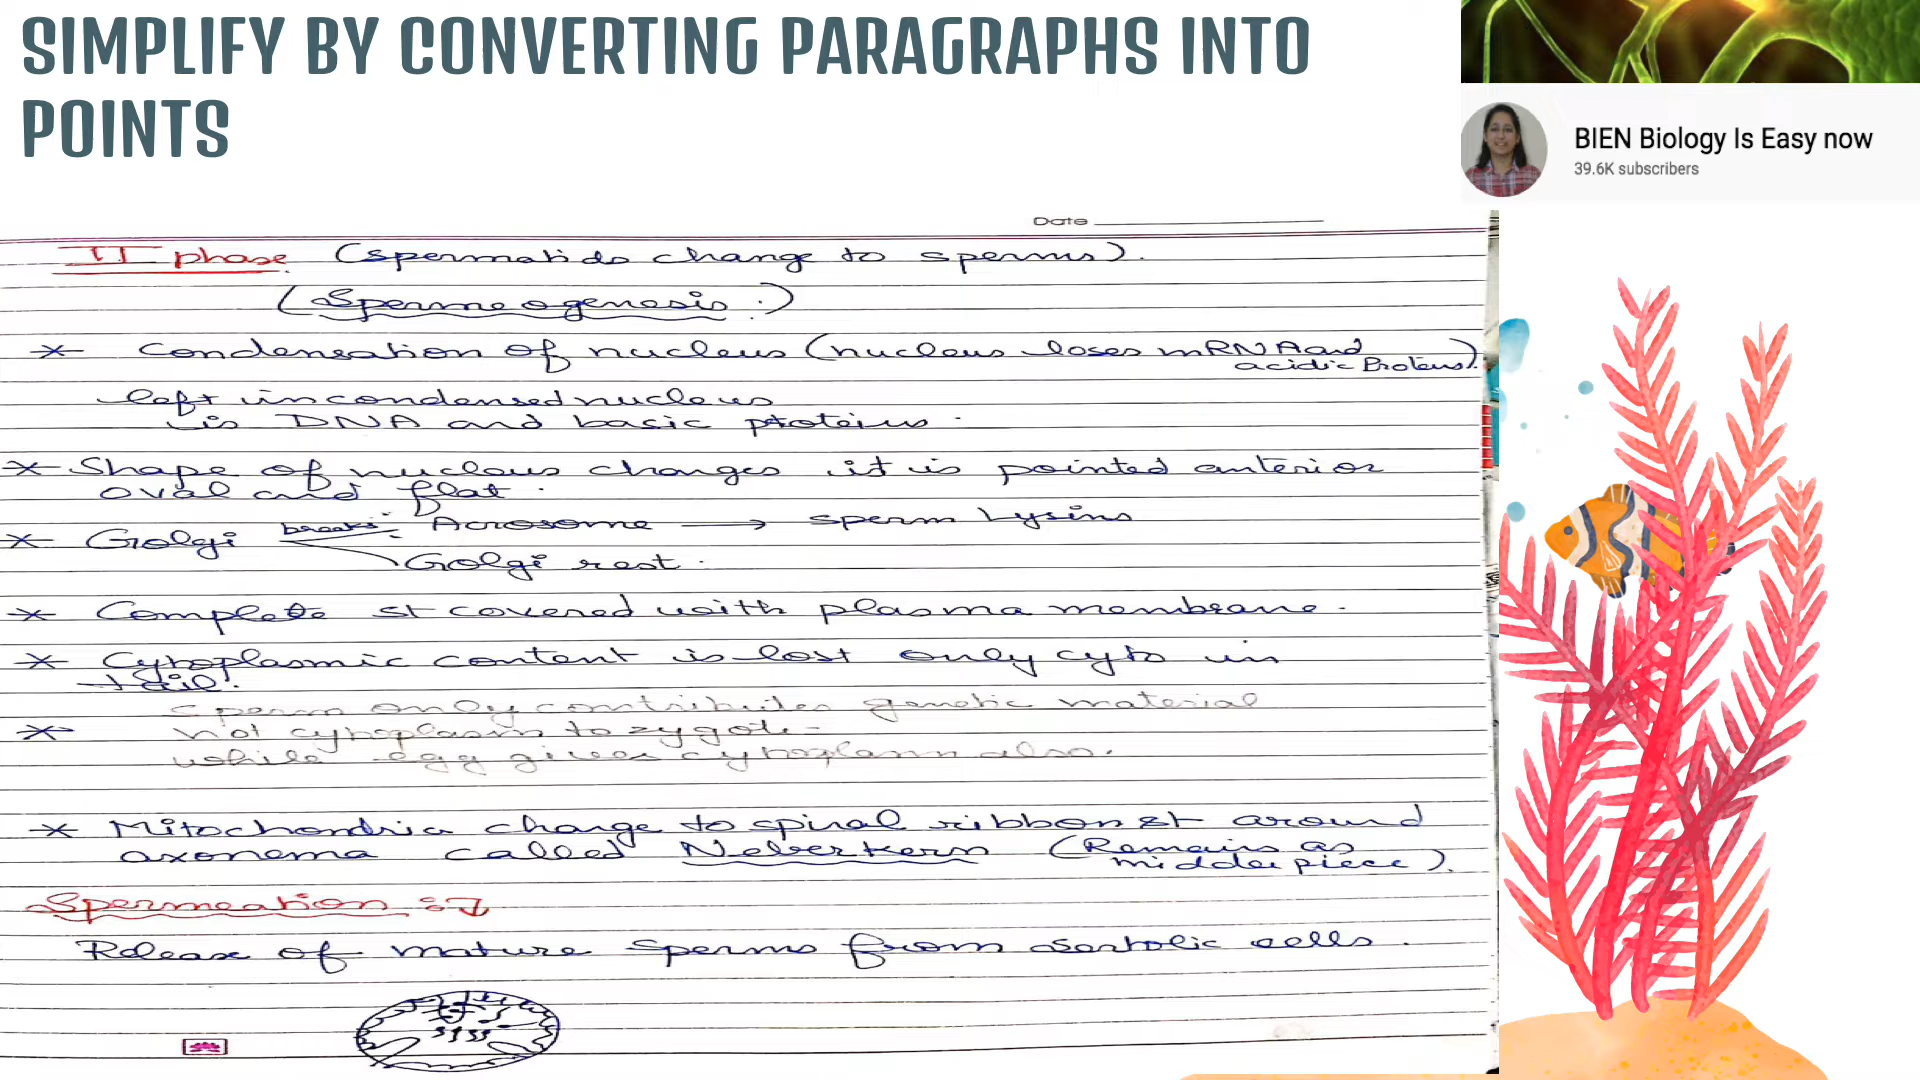 SIMPLIFY BY CONVERTING PARAGRAPHS INTO
POINTS
BIEN Biology Is Easy now
39.6K subscribers
Date
II phase (spermatids change to sperms).
(Spermeogenesis :)
* Condensation of nucleus (nucleus loses mRNA and
acidic Proteins).
left in condensed nucleus
is DNA and basic proteins.
* Shape of nucleus changes it is pointed anterior
oval and flat.
* Golgi breaks Acrosome → sperm Lysins
Golgi rest.
* Complete st covered with plasma membrane.
* Cytoplasmic content is lost only cyto in
tail.
sperm only contributes genetic material
* not cytoplasm to zygote
while egg gives cytoplasm also.
* Mitochondria change to spiral ribbon st around
axonema called Neberkern (Remains as
middle piece).
Spermeation :-
Release of mature sperms from sertolic cells.